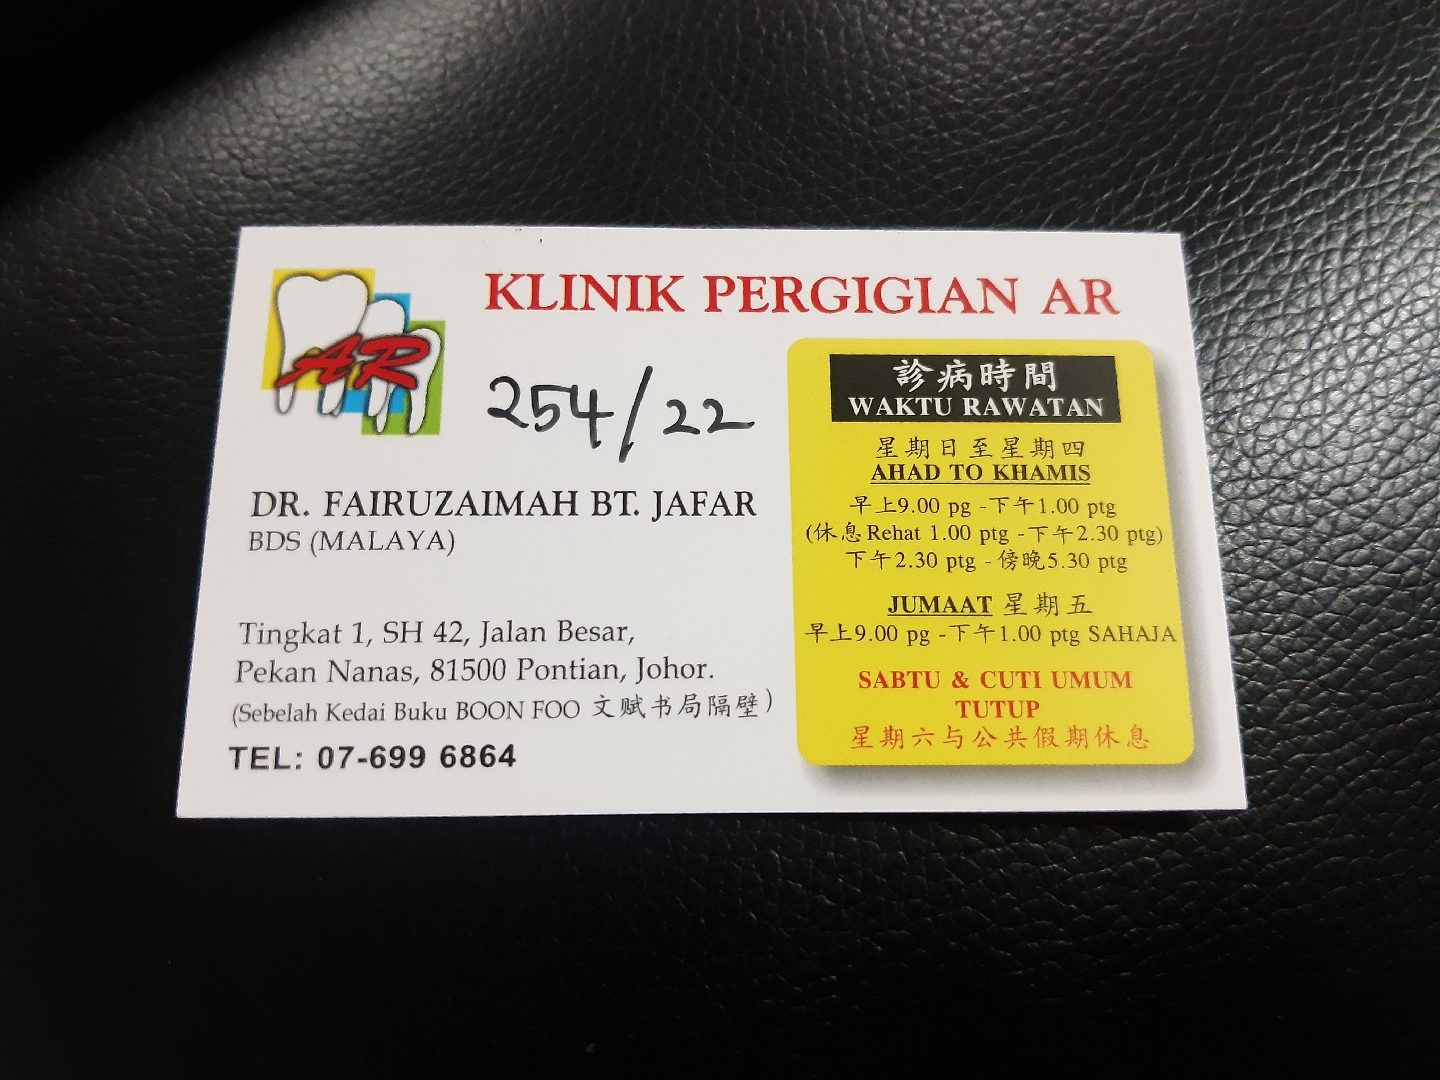 KLINIK PERGIGIAN AR
AR
254/22
DR. FAIRUZAIMAH BT. JAFAR
BDS (MALAYA)
Tingkat 1, SH 42, Jalan Besar,
Pekan Nanas, 81500 Pontian, Johor.
(Sebelah Kedai Buku BOON FOO 文赋书局隔壁)
TEL: 07-699 6864
診病時間
WAKTU RAWATAN
星期日至星期四
AHAD TO KHAMIS
早上9.00 pg - 下午1.00 ptg
(休息Rehat 1.00 ptg - 下午2.30 ptg)
下午2.30 ptg - 傍晚5.30 ptg
JUMAAT 星期五
早上9.00 pg - 下午1.00 ptg SAHAJA
SABTU & CUTI UMUM
TUTUP
星期六与公共假期休息